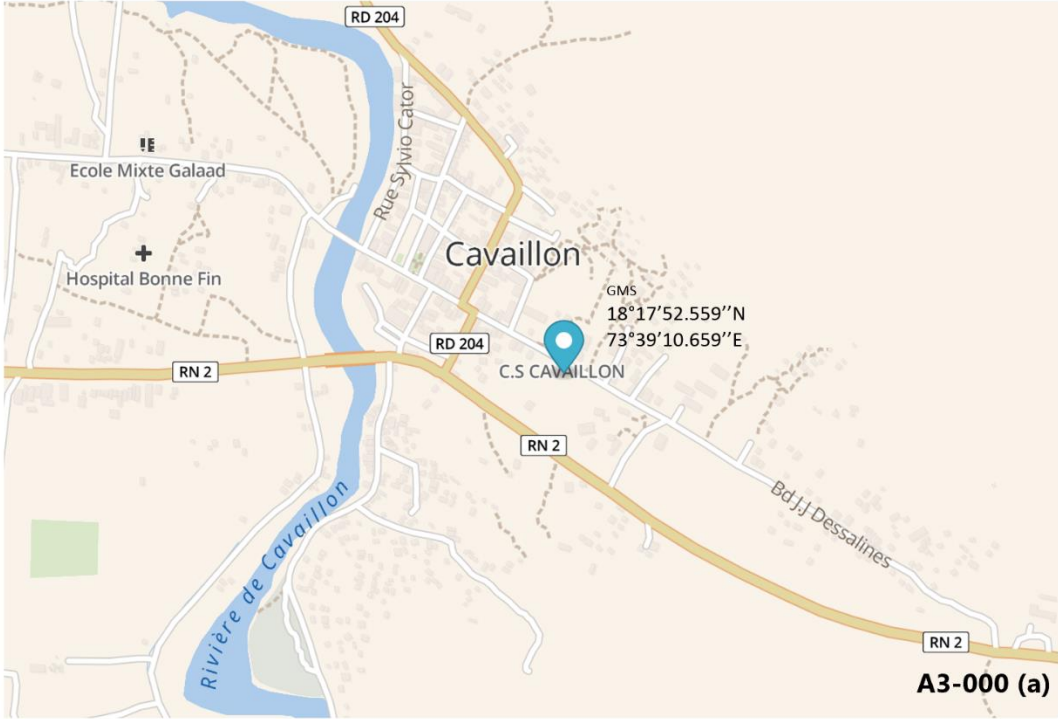 RD 204
Rue Sylvio Cator
Ecole Mixte Galaad
Cavaillon
Hospital Bonne Fin
GMS
18°17’52.559’’N
73°39’10.659’’E
RD 204
C.S CAVAILLON
RN 2
RN 2
Bd J.J Dessalines
Rivière de Cavaillon
RN 2
A3-000 (a)